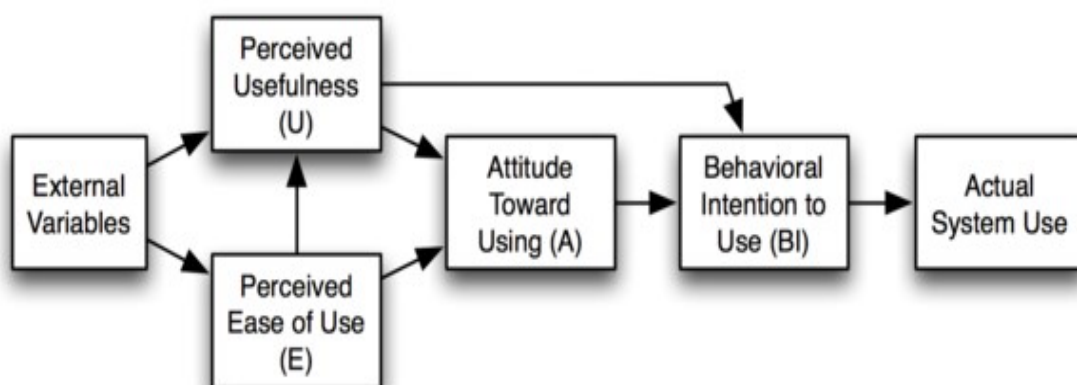 External
Variables
Perceived
Usefulness
(U)
Perceived
Ease of Use
(E)
Attitude
Toward
Using (A)
Behavioral
Intention to
Use (BI)
Actual
System Use